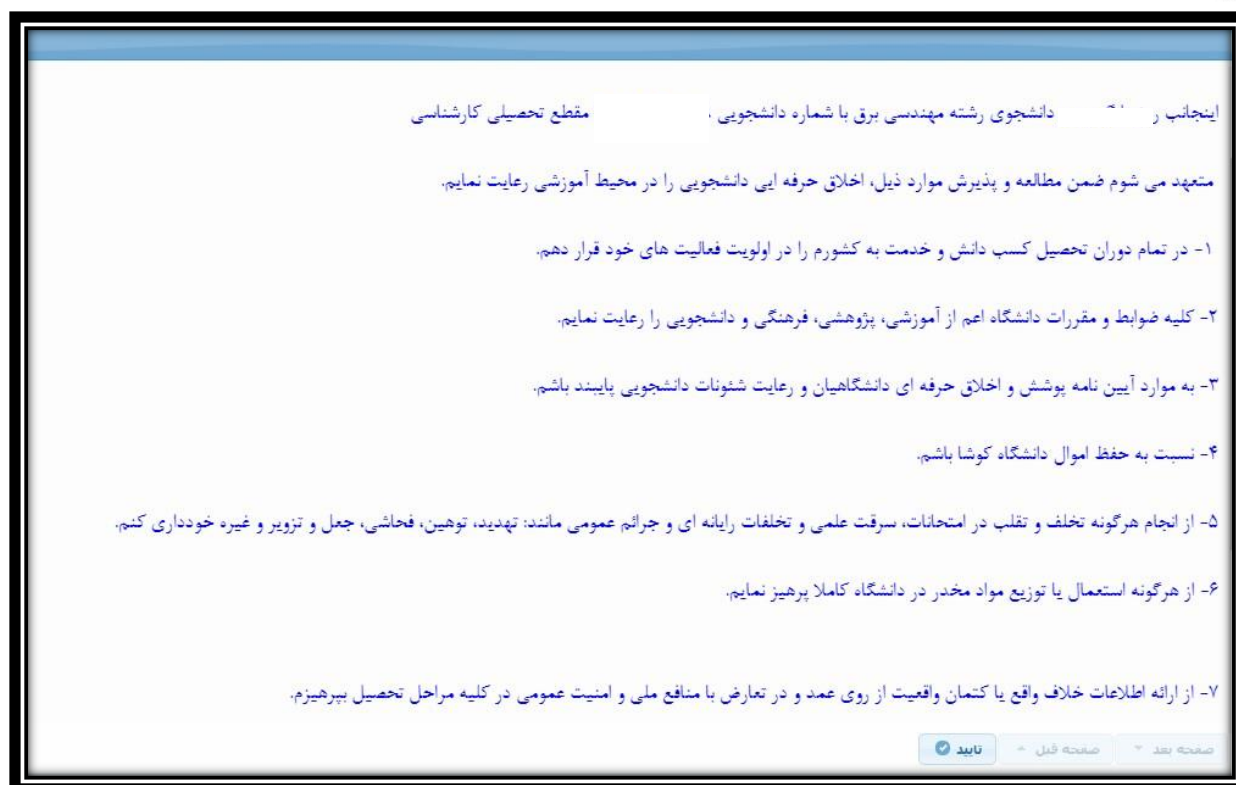 اینجانب دانشجوی رشته مهندسی برق با شماره دانشجویی مقطع تحصیلی کارشناسی
متعهد می شوم ضمن مطالعه و پذیرش موارد ذیل، اخلاق حرفه ایی دانشجویی را در محیط آموزشی رعایت نمایم.
۱- در تمام دوران تحصیل کسب دانش و خدمت به کشورم را در اولویت فعالیت های خود قرار دهم.
۲- کلیه ضوابط و مقررات دانشگاه اعم از آموزشی، پژوهشی، فرهنگی و دانشجویی را رعایت نمایم.
۳- به موارد آیین نامه پوشش و اخلاق حرفه ای دانشگاهیان و رعایت شئونات دانشجویی پایبند باشم.
۴- نسبت به حفظ اموال دانشگاه کوشا باشم.
۵- از انجام هرگونه تخلف و تقلب در امتحانات، سرقت علمی و تخلفات رایانه ای و جرائم عمومی مانند: تهدید، توهین، فحاشی، جعل و تزویر و غیره خودداری کنم.
۶- از هرگونه استعمال یا توزیع مواد مخدر در دانشگاه کاملا پرهیز نمایم.
۷- از ارائه اطلاعات خلاف واقع یا کتمان واقعیت از روی عمد و در تعارض با منافع ملی و امنیت عمومی در کلیه مراحل تحصیل بپرهیزم.
صفحه بعد صفحه قبل تایید